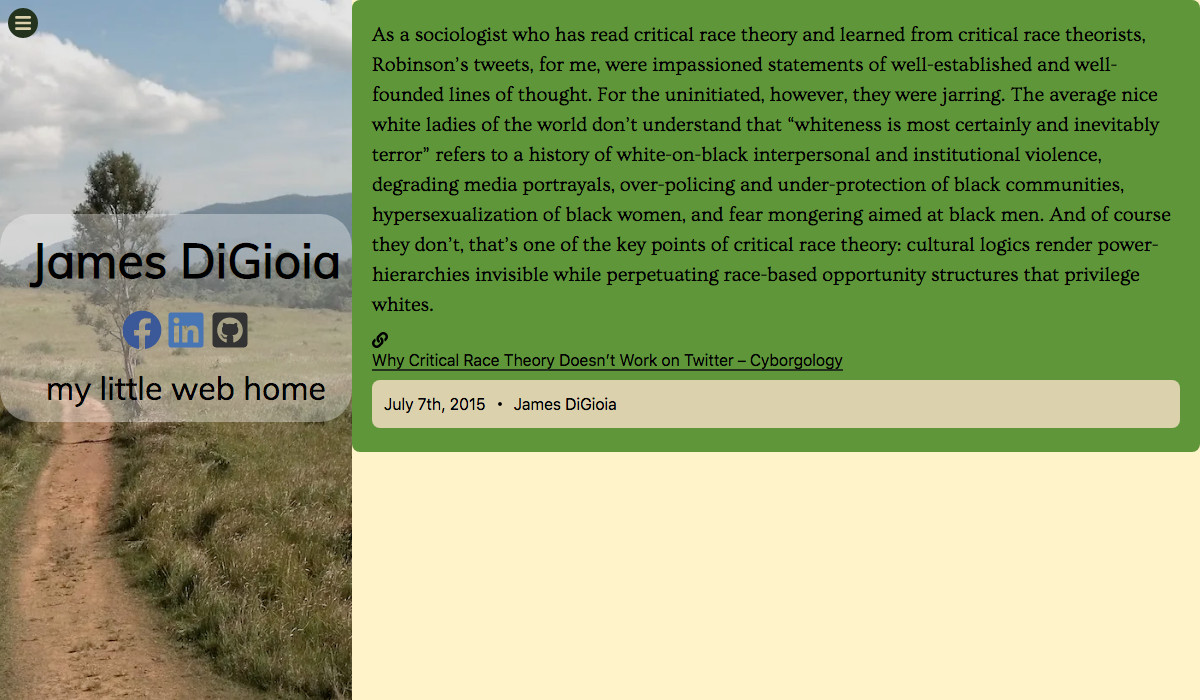 James DiGioia
my little web home
As a sociologist who has read critical race theory and learned from critical race theorists,
Robinson’s tweets, for me, were impassioned statements of well-established and well-
founded lines of thought. For the uninitiated, however, they were jarring. The average nice
white ladies of the world don’t understand that “whiteness is most certainly and inevitably
terror” refers to a history of white-on-black interpersonal and institutional violence,
degrading media portrayals, over-policing and under-protection of black communities,
hypersexualization of black women, and fear mongering aimed at black men. And of course
they don’t, that’s one of the key points of critical race theory: cultural logics render power-
hierarchies invisible while perpetuating race-based opportunity structures that privilege
whites.
Why Critical Race Theory Doesn’t Work on Twitter – Cyborgology
July 7th, 2015 • James DiGioia